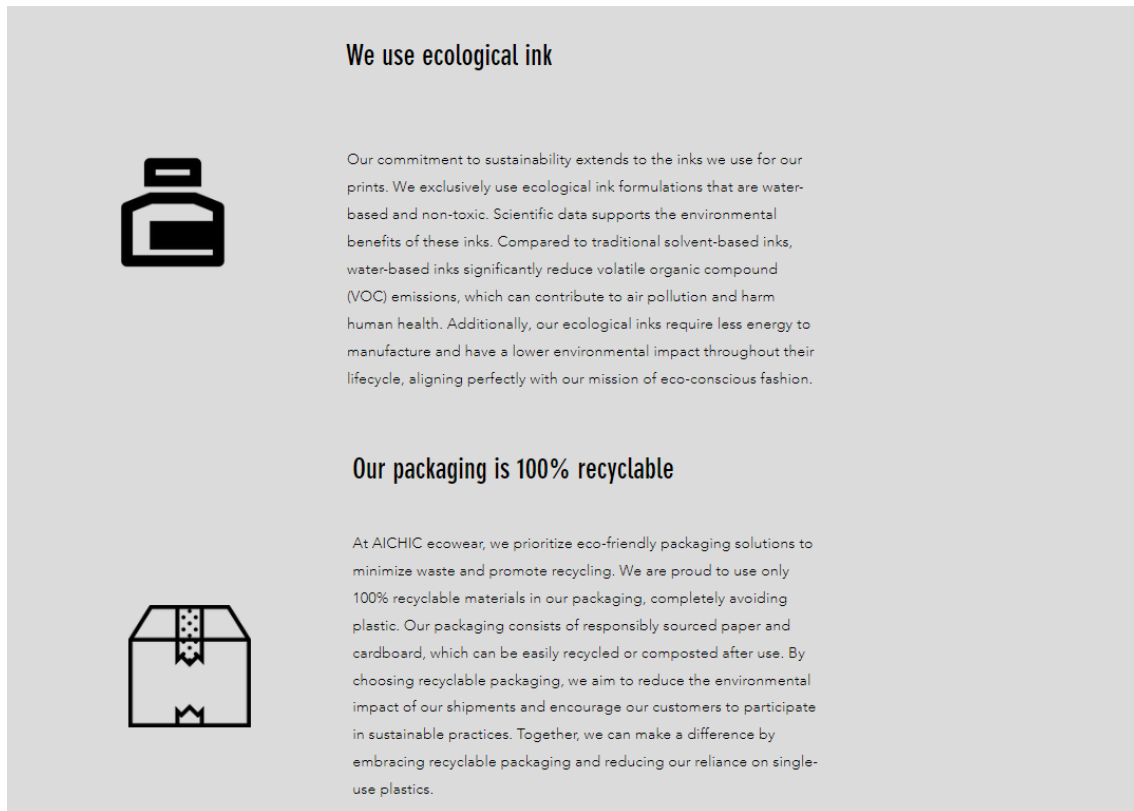 We use ecological ink
Our commitment to sustainability extends to the inks we use for our
prints. We exclusively use ecological ink formulations that are water-
based and non-toxic. Scientific data supports the environmental
benefits of these inks. Compared to traditional solvent-based inks,
water-based inks significantly reduce volatile organic compound
(VOC) emissions, which can contribute to air pollution and harm
human health. Additionally, our ecological inks require less energy to
manufacture and have a lower environmental impact throughout their
lifecycle, aligning perfectly with our mission of eco-conscious fashion.
Our packaging is 100% recyclable
At AICHIC ecowear, we prioritize eco-friendly packaging solutions to
minimize waste and promote recycling. We are proud to use only
100% recyclable materials in our packaging, completely avoiding
plastic. Our packaging consists of responsibly sourced paper and
cardboard, which can be easily recycled or composted after use. By
choosing recyclable packaging, we aim to reduce the environmental
impact of our shipments and encourage our customers to participate
in sustainable practices. Together, we can make a difference by
embracing recyclable packaging and reducing our reliance on single-
use plastics.